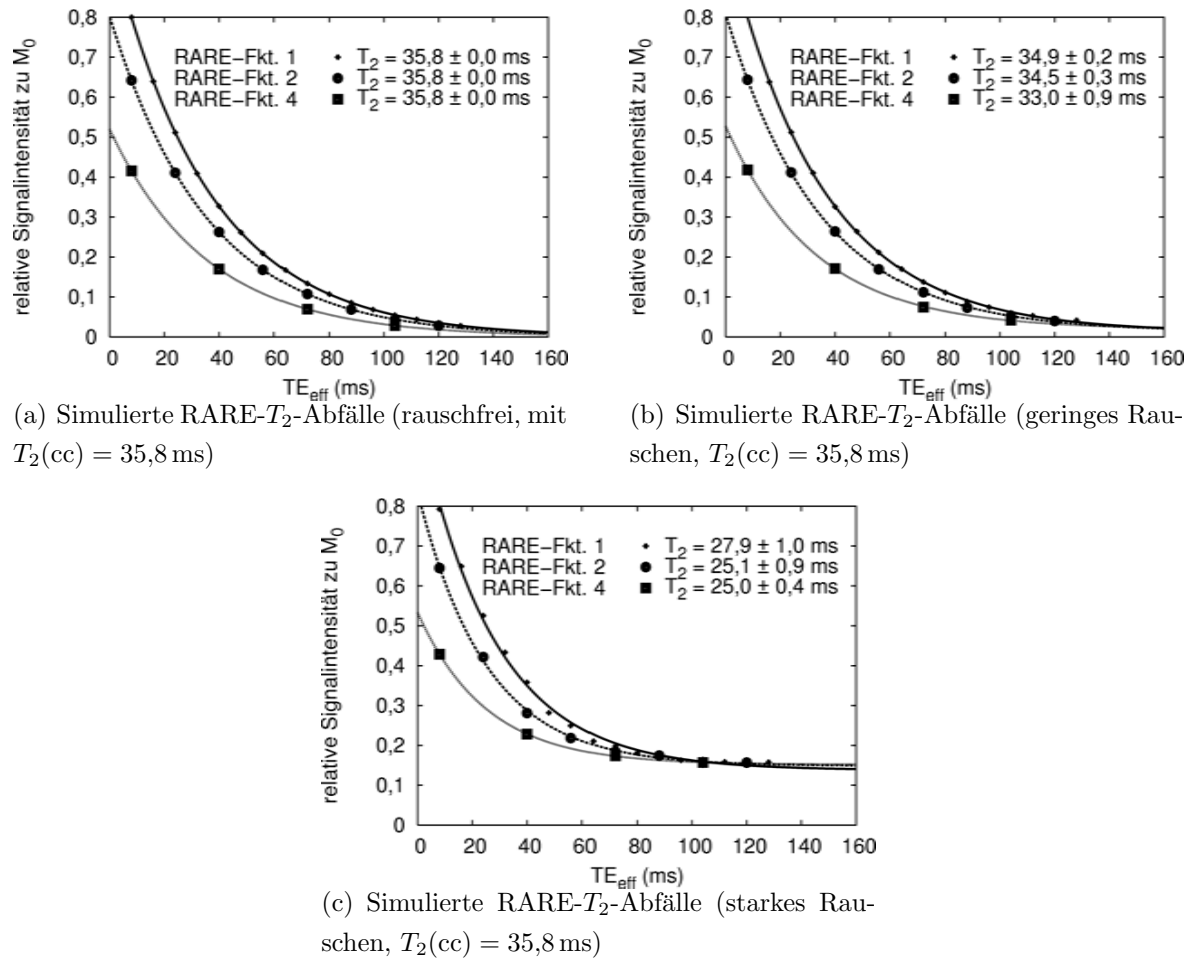 0,8
0,7
0,6
0,5
0,4
0,3
0,2
0,1
0
relative Signalintensität zu M0
RARE−Fkt. 1 T2 = 35,8 ± 0,0 ms
RARE−Fkt. 2 T2 = 35,8 ± 0,0 ms
RARE−Fkt. 4 T2 = 35,8 ± 0,0 ms
0 20 40 60 80 100 120 140 160
TEeff (ms)
(a) Simulierte RARE-T2-Abfälle (rauschfrei, mit
T2(cc) = 35,8 ms)
0,8
0,7
0,6
0,5
0,4
0,3
0,2
0,1
0
relative Signalintensität zu M0
RARE−Fkt. 1 T2 = 34,9 ± 0,2 ms
RARE−Fkt. 2 T2 = 34,5 ± 0,3 ms
RARE−Fkt. 4 T2 = 33,0 ± 0,9 ms
0 20 40 60 80 100 120 140 160
TEeff (ms)
(b) Simulierte RARE-T2-Abfälle (geringes Rau-
schen, T2(cc) = 35,8 ms)
0,8
0,7
0,6
0,5
0,4
0,3
0,2
0,1
0
relative Signalintensität zu M0
RARE−Fkt. 1 T2 = 27,9 ± 1,0 ms
RARE−Fkt. 2 T2 = 25,1 ± 0,9 ms
RARE−Fkt. 4 T2 = 25,0 ± 0,4 ms
0 20 40 60 80 100 120 140 160
TEeff (ms)
(c) Simulierte RARE-T2-Abfälle (starkes Rau-
schen, T2(cc) = 35,8 ms)